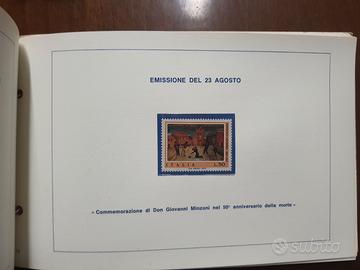 EMISSIONE DEL 23 AGOSTO
ITALIA L.50
« Commemorazione di Don Giovanni Minzoni nel 50° anniversario della morte »
subito